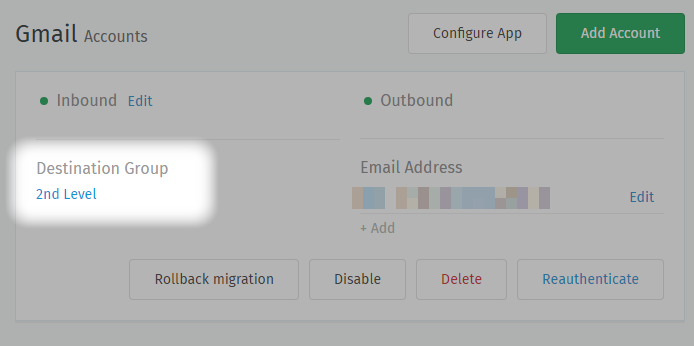 Gmail Accounts
Configure App
Add Account
Inbound Edit
Outbound
Destination Group
2nd Level
Email Address
Edit
+ Add
Rollback migration
Disable
Delete
Reauthenticate